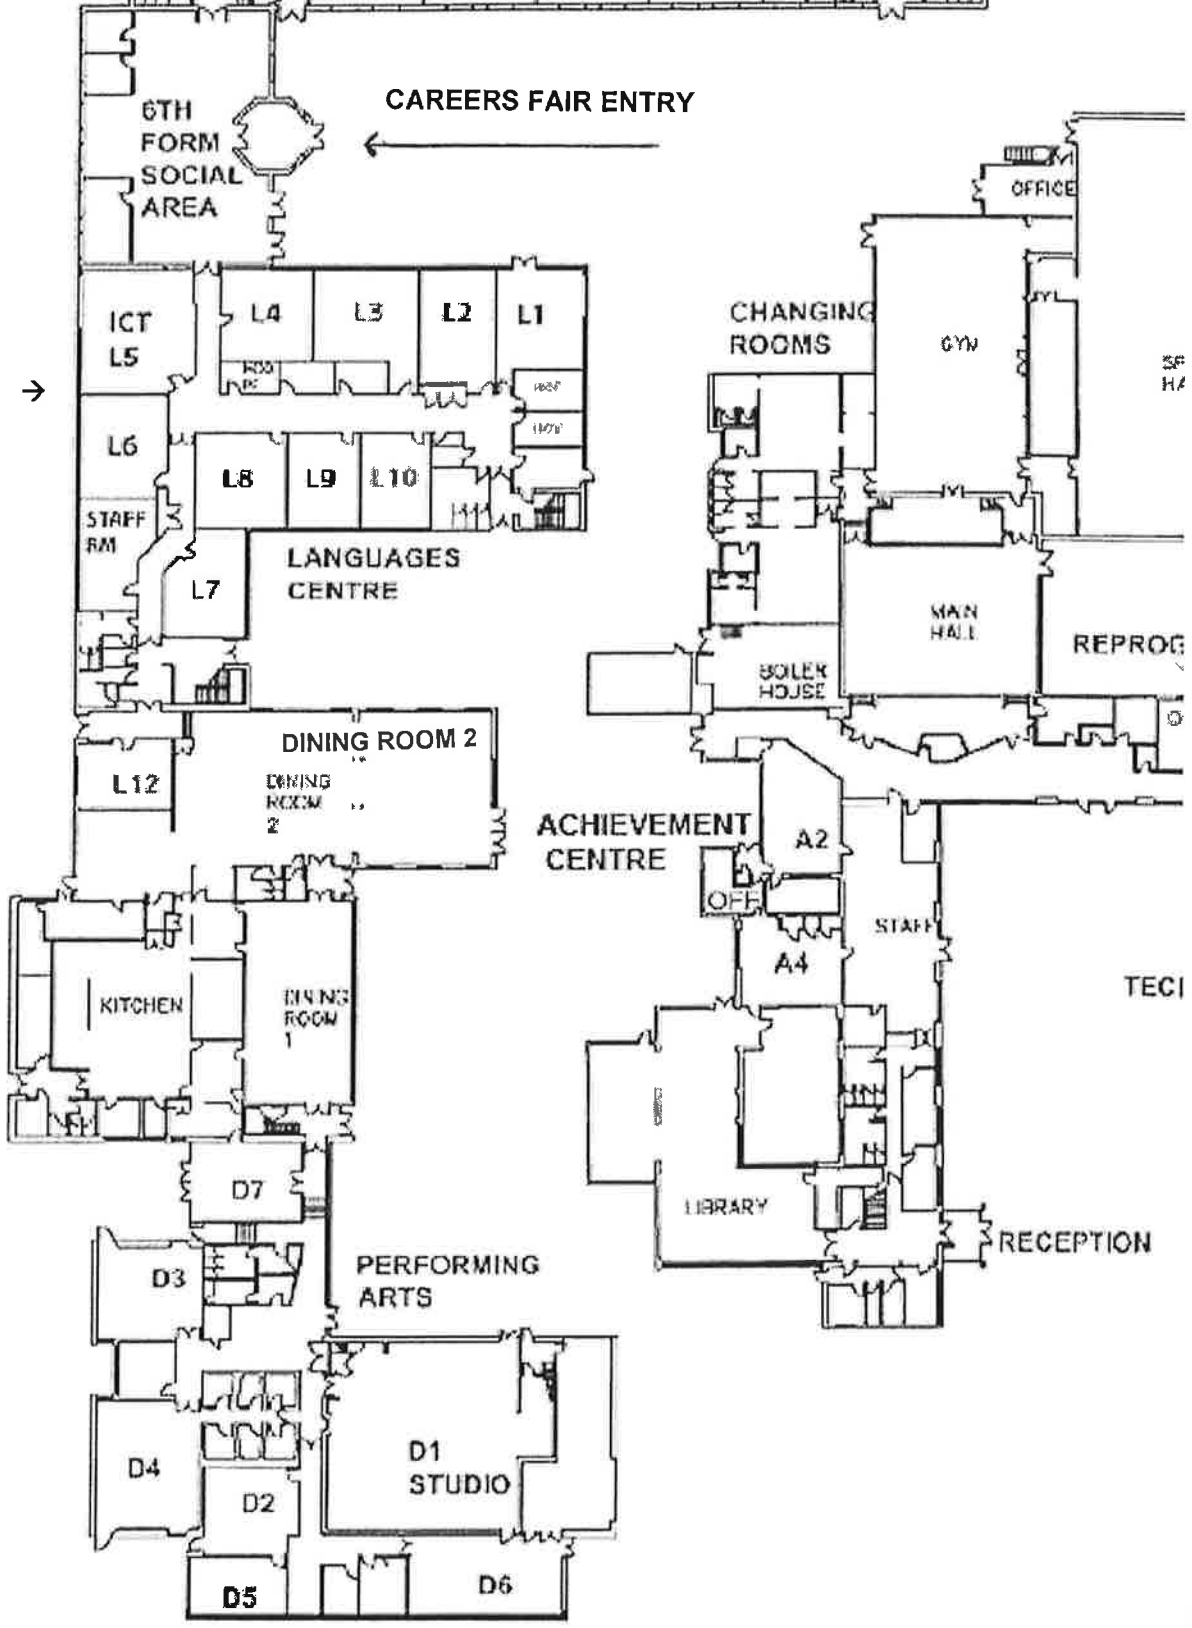 CAREERS FAIR ENTRY
6TH
FORM
SOCIAL
AREA
OFFICE
ICT
L5
L4
L3
L2
L1
CHANGING
ROOMS
GYM
L6
L8
L9
L10
STAFF
RM
L7
LANGUAGES
CENTRE
MAIN
HALL
REPROG
BOILER
HOUSE
DINING ROOM 2
DINING
ROOM
2
L12
ACHIEVEMENT
CENTRE
A2
OFF
STAFF
A4
KITCHEN
DINING
ROOM
1
D7
LIBRARY
RECEPTION
D3
PERFORMING
ARTS
D4
D1
STUDIO
D2
D5
D6